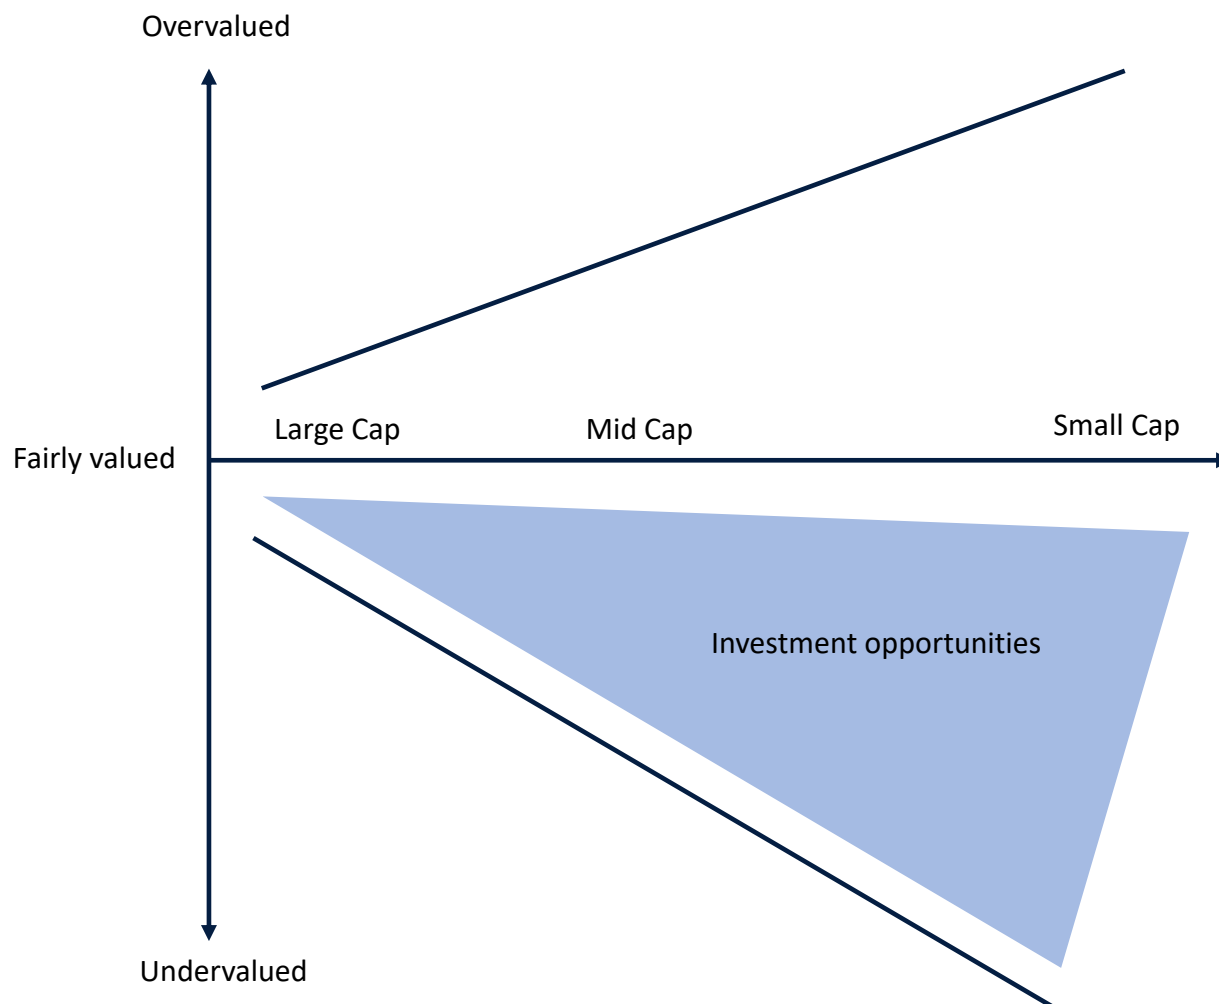 Overvalued
Large Cap
Mid Cap
Small Cap
Fairly valued
Investment opportunities
Undervalued